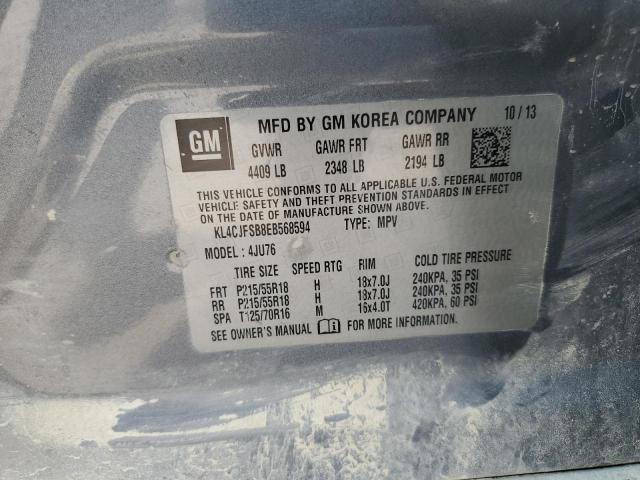 GM
MFD BY GM KOREA COMPANY 10 / 13
GVWR GAWR FRT GAWR RR
4409 LB 2348 LB 2194 LB
THIS VEHICLE CONFORMS TO ALL APPLICABLE U.S. FEDERAL MOTOR
VEHICLE SAFETY AND THEFT PREVENTION STANDARDS IN EFFECT
ON THE DATE OF MANUFACTURE SHOWN ABOVE.
KL4CJFSB8EB568594 TYPE: MPV
MODEL: 4JU76
TIRE SIZE SPEED RTG RIM COLD TIRE PRESSURE
FRT P215/55R18 H 18x7.0J 240KPA, 35 PSI
RR P215/55R18 H 18x7.0J 240KPA, 35 PSI
SPA T125/70R16 M 16x4.0T 420KPA, 60 PSI
SEE OWNER'S MANUAL FOR MORE INFORMATION.